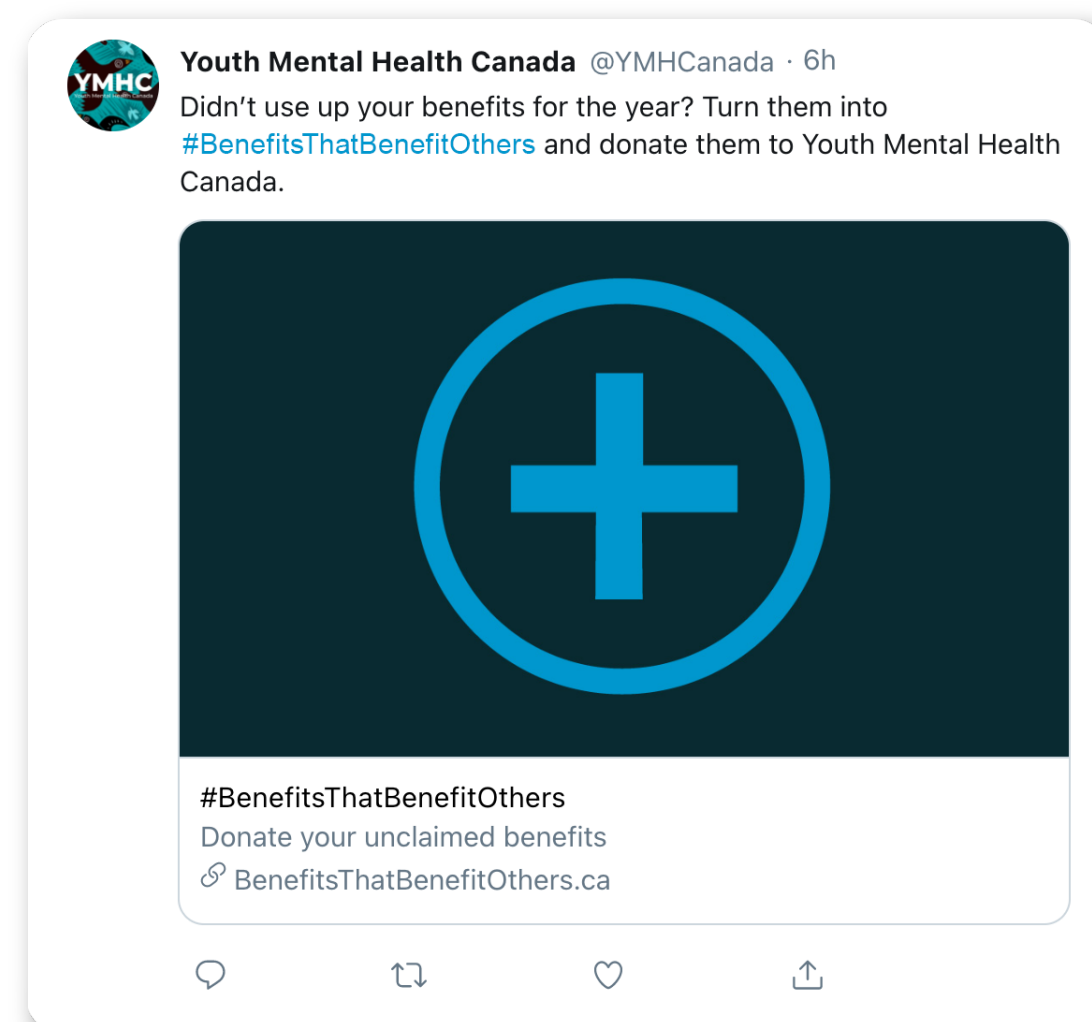 YMHC
Youth Mental Health Canada
Youth Mental Health Canada @YMHCanada · 6h
Didn’t use up your benefits for the year? Turn them into
#BenefitsThatBenefitOthers and donate them to Youth Mental Health
Canada.
#BenefitsThatBenefitOthers
Donate your unclaimed benefits
BenefitsThatBenefitOthers.ca